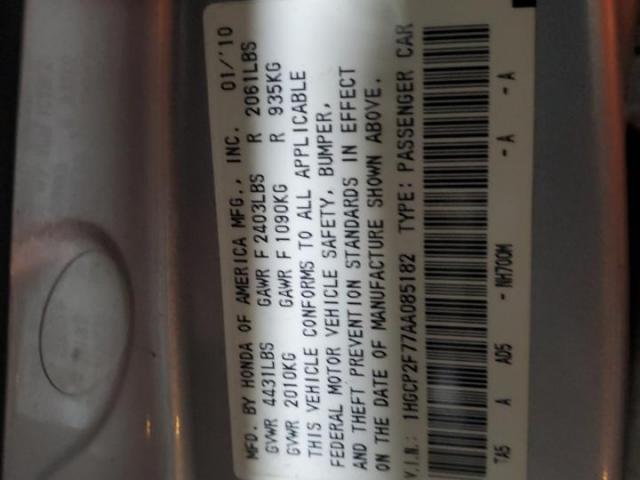 MFD. BY HONDA OF AMERICA MFG., INC. 01/'10
GVWR 4431LBS GAWR F 2403LBS R 2061LBS
GVWR 2010KG GAWR F 1090KG R 935KG
THIS VEHICLE CONFORMS TO ALL APPLICABLE
FEDERAL MOTOR VEHICLE SAFETY, BUMPER,
AND THEFT PREVENTION STANDARDS IN EFFECT
ON THE DATE OF MANUFACTURE SHOWN ABOVE.
V.I.N.: 1HGCP2F77AA085182 TYPE: PASSENGER CAR
TA5 A A05 - NH700M - A - A